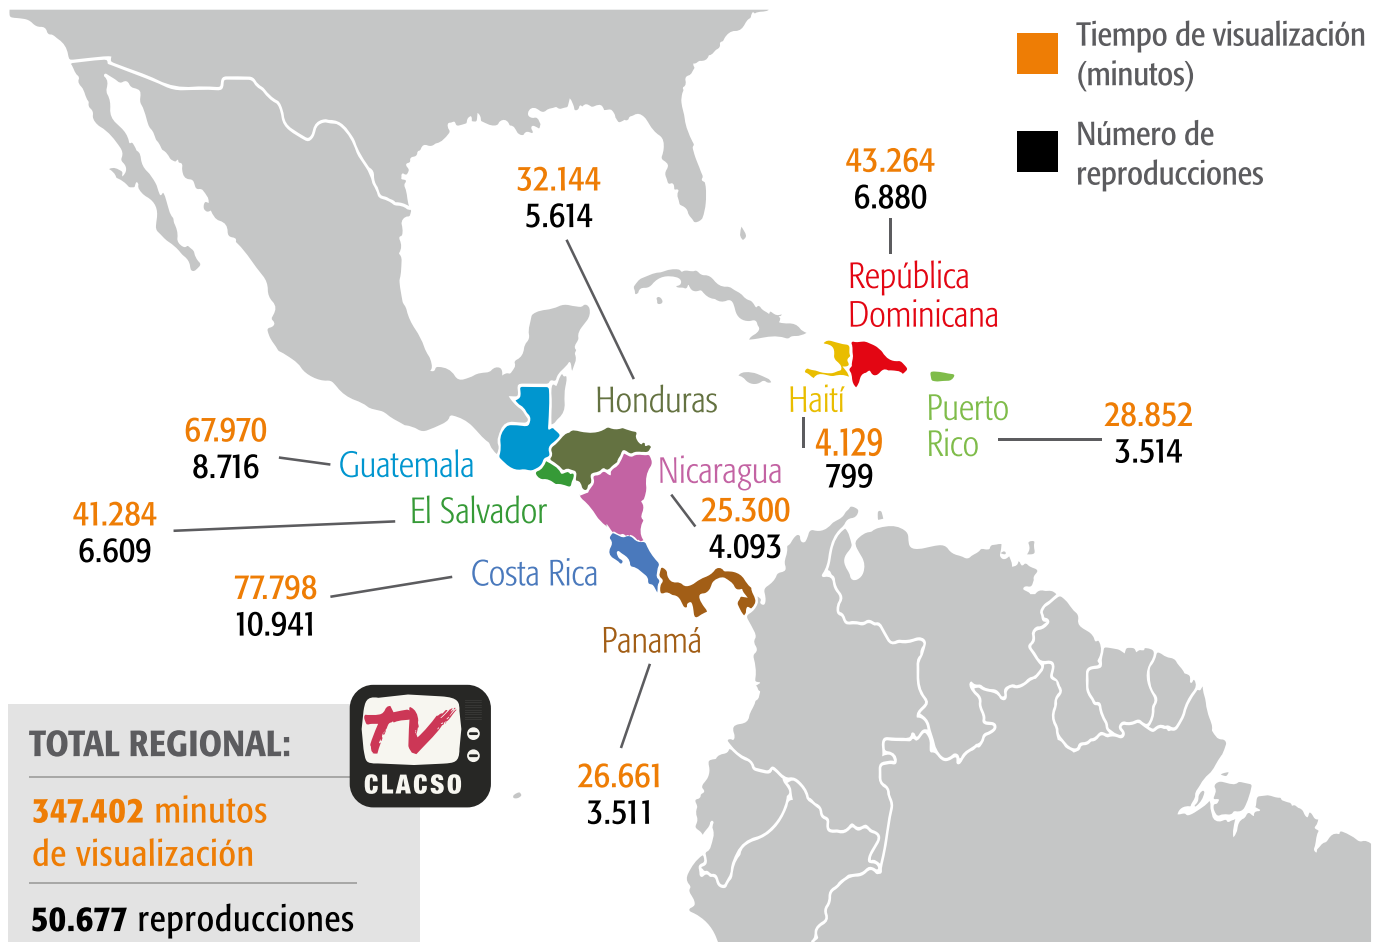 Tiempo de visualización
(minutos)
Número de
reproducciones
43.264
6.880
República
Dominicana
32.144
5.614
Honduras
Haití
4.129
799
Puerto
Rico
28.852
3.514
67.970
8.716
Guatemala
Nicaragua
25.300
4.093
41.284
6.609
El Salvador
77.798
10.941
Costa Rica
Panamá
26.661
3.511
TOTAL REGIONAL:
347.402 minutos
de visualización
50.677 reproducciones
TV
CLACSO